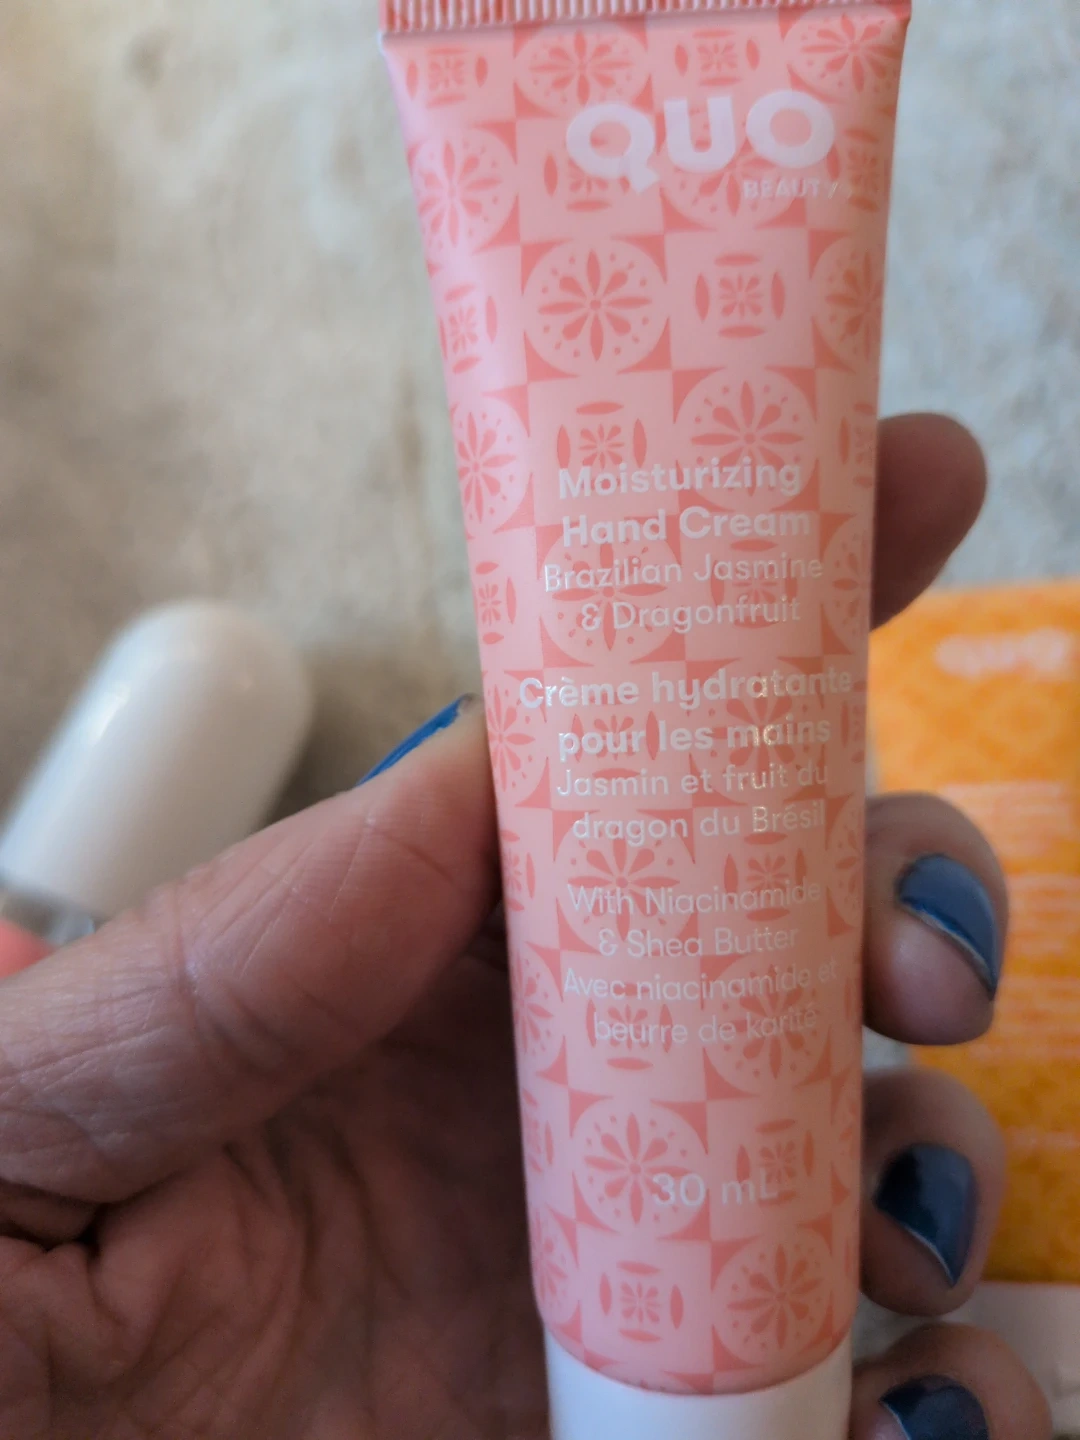 QUO
BEAUTY
Moisturizing
Hand Cream
Brazilian Jasmine
& Dragonfruit
Crème hydratante
pour les mains
Jasmin et fruit du
dragon du Brésil
With Niacinamide
& Shea Butter
Avec niacinamide et
beurre de karité
30 mL
quo